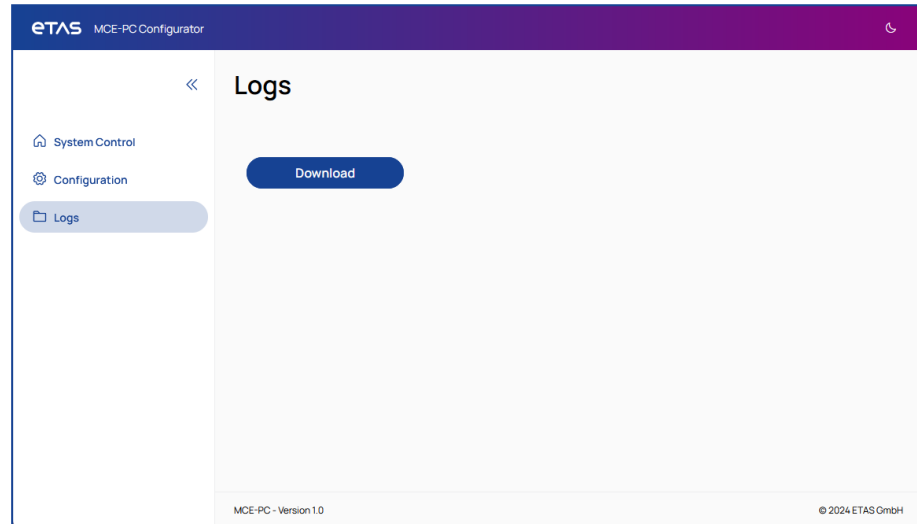 ETAS MCE-PC Configurator
Logs
System Control
Configuration
Logs
Download
MCE-PC - Version 1.0
© 2024 ETAS GmbH